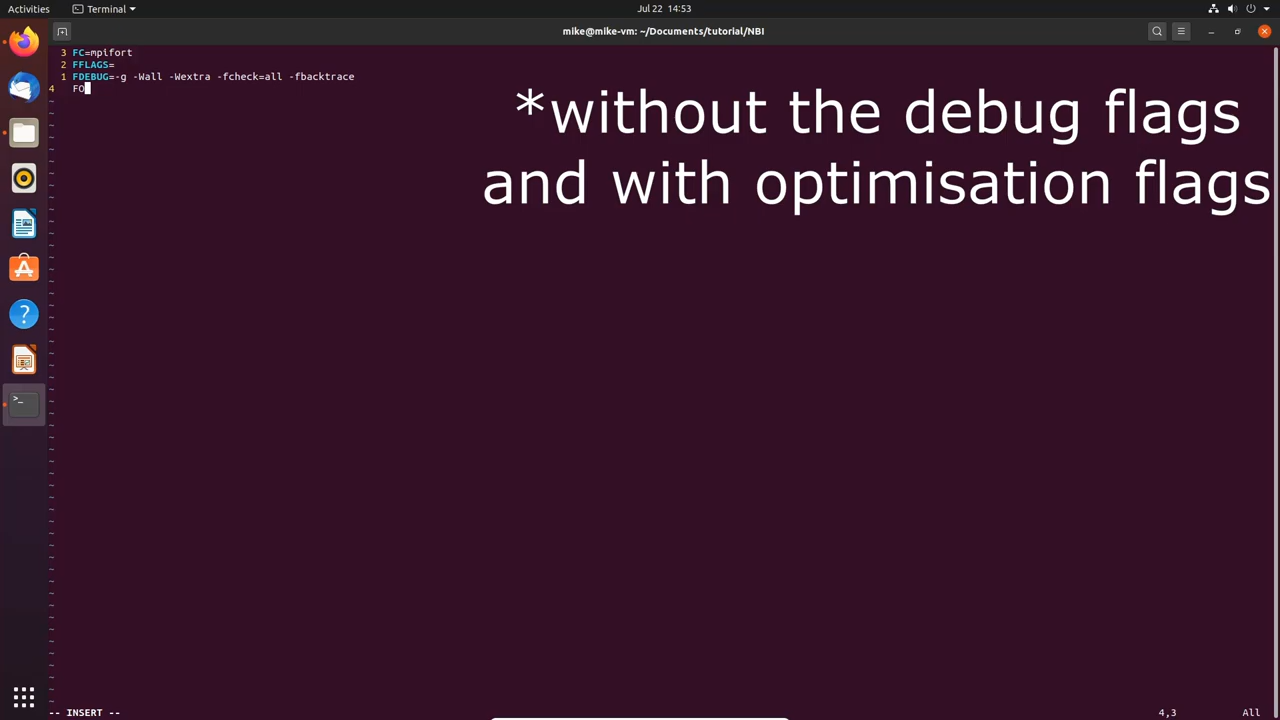 Activities
Terminal
Jul 22 14:53
mike@mike-vm: ~/Documents/tutorial/NBI
3 FC=mpifort
2 FFLAGS=
1 FDEBUG=-g -Wall -Wextra -fcheck=all -fbacktrace
4 FO
*without the debug flags
and with optimisation flags
-- INSERT --
4,3
All